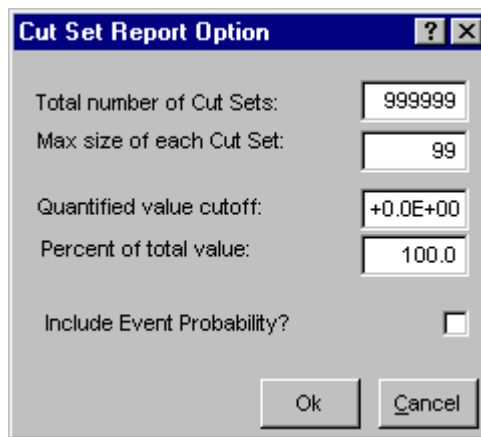 Cut Set Report Option ? ×
Total number of Cut Sets: 999999
Max size of each Cut Set: 99
Quantified value cutoff: +0.0E+00
Percent of total value: 100.0
Include Event Probability?
Ok Cancel